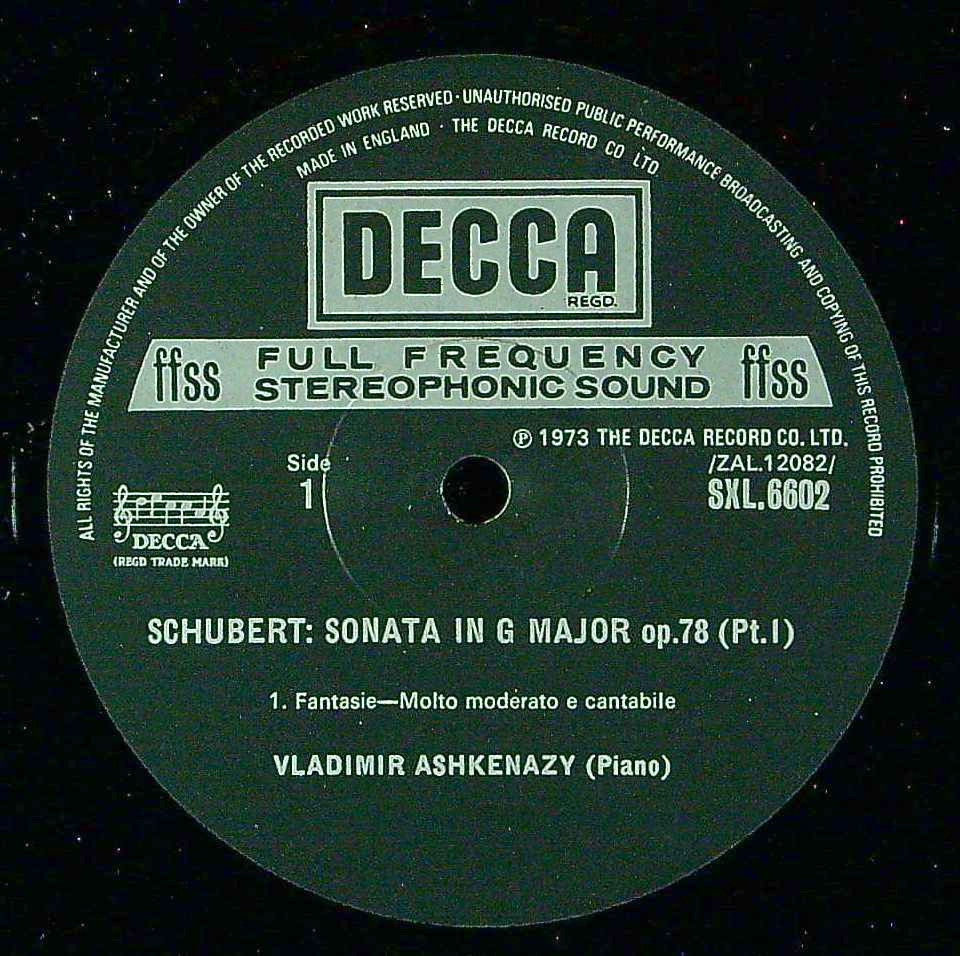 ALL RIGHTS OF THE MANUFACTURER AND OF THE OWNER OF THE RECORDED WORK RESERVED · UNAUTHORISED PUBLIC PERFORMANCE BROADCASTING AND COPYING OF THIS RECORD PROHIBITED
MADE IN ENGLAND · THE DECCA RECORD CO LTD
DECCA
REGD.
ffss FULL FREQUENCY STEREOPHONIC SOUND ffss
℗ 1973 THE DECCA RECORD CO. LTD.
Side
1
/ZAL.12082/
SXL.6602
DECCA
(REGD TRADE MARK)
SCHUBERT: SONATA IN G MAJOR op.78 (Pt.I)
1. Fantasie—Molto moderato e cantabile
VLADIMIR ASHKENAZY (Piano)